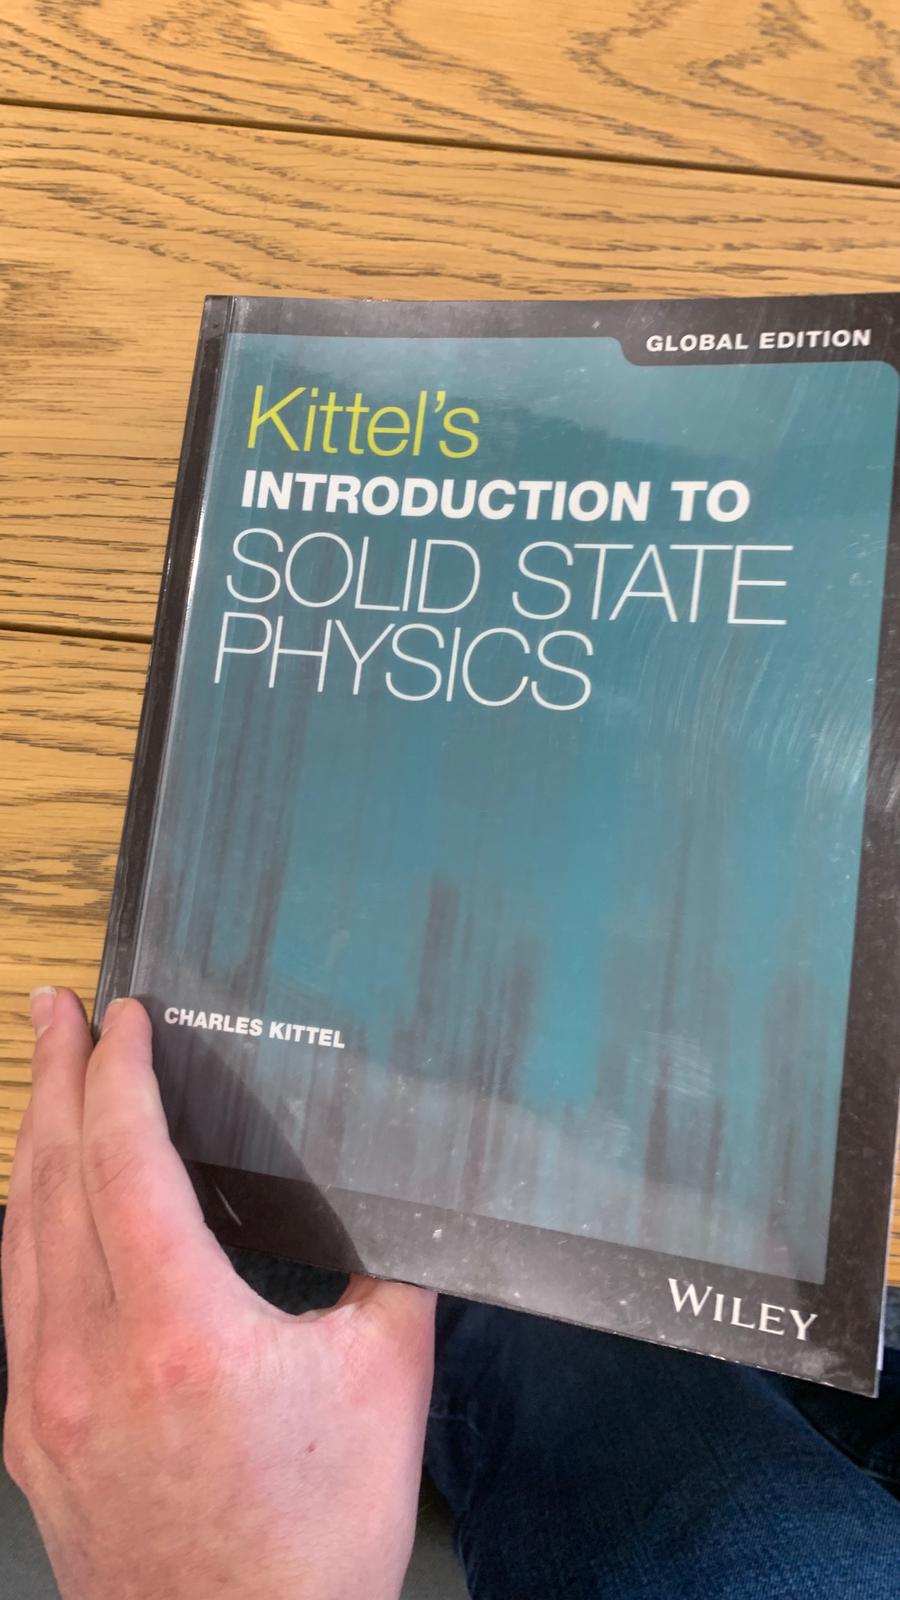 GLOBAL EDITION
Kittel's
INTRODUCTION TO
SOLID STATE
PHYSICS
CHARLES KITTEL
WILEY